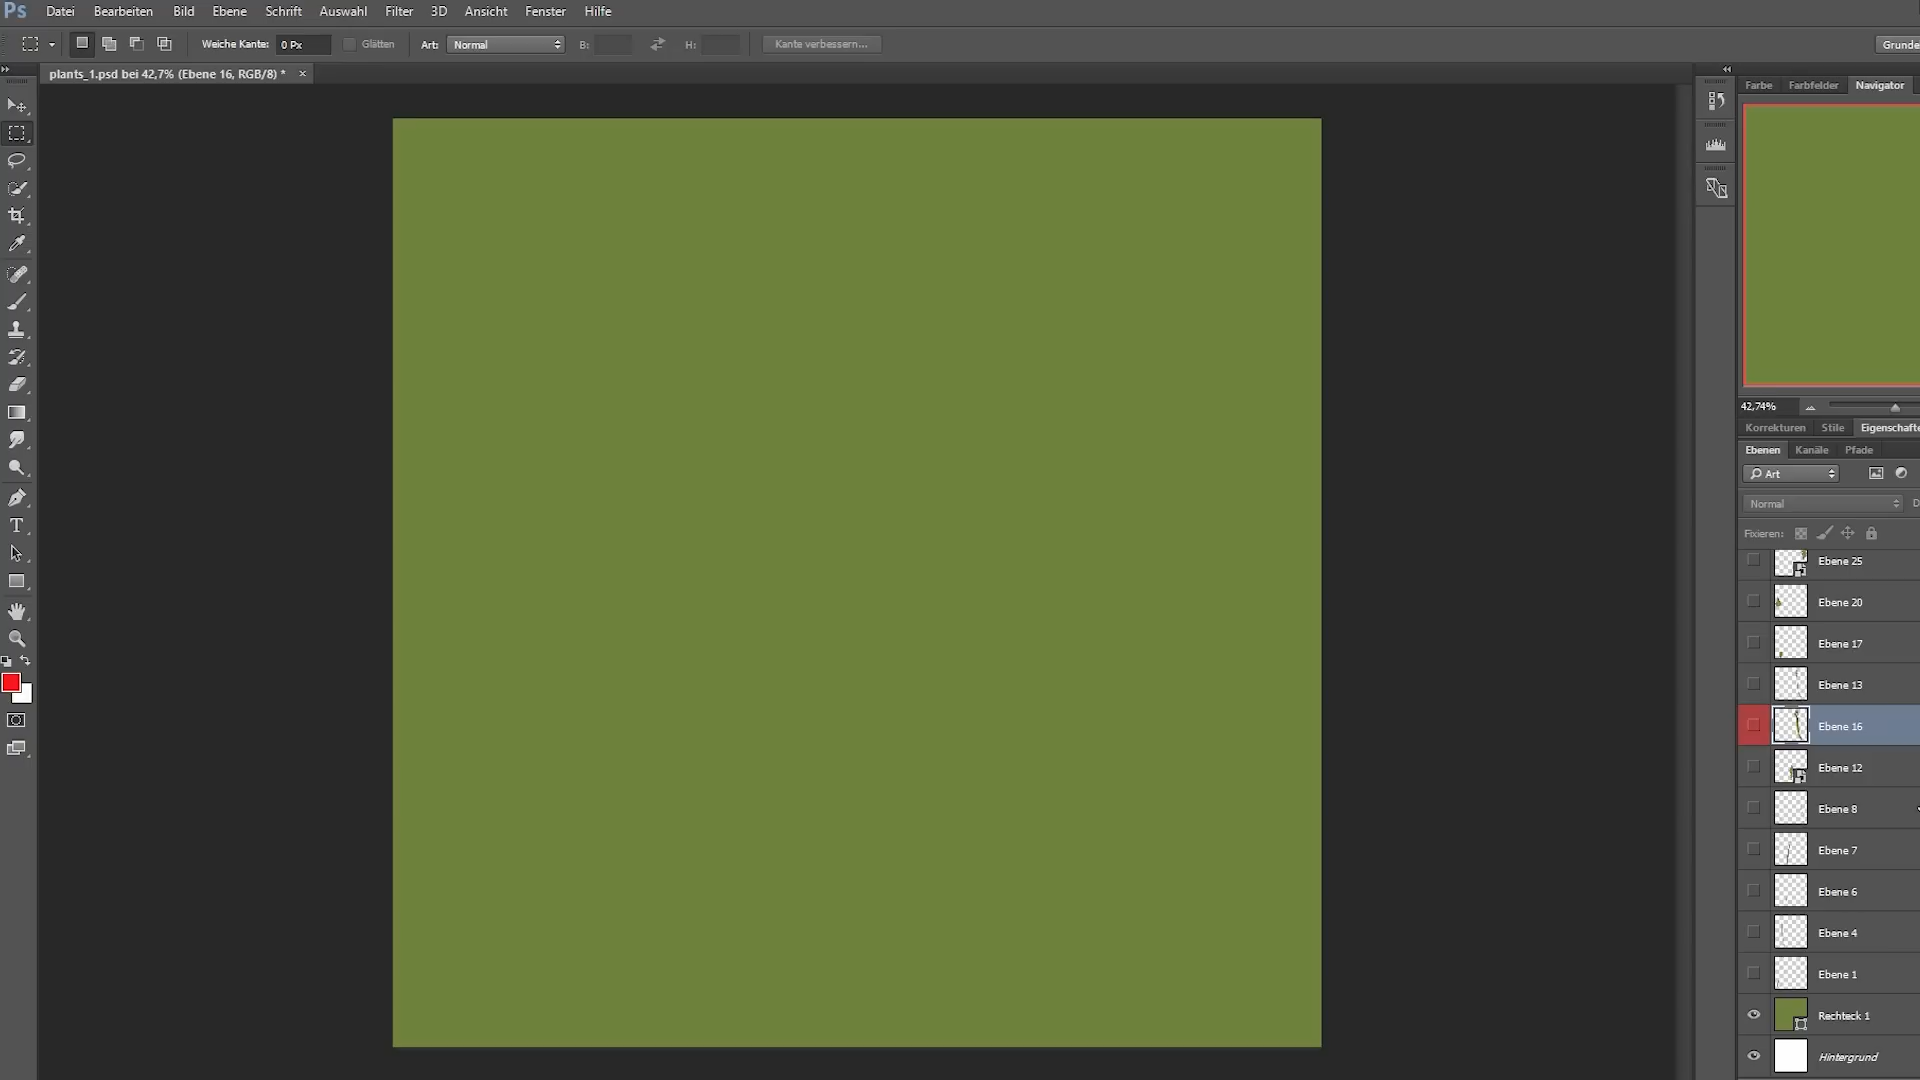 Ps Datei Bearbeiten Bild Ebene Schrift Auswahl Filter 3D Ansicht Fenster Hilfe
Weiche Kante: 0 Px Glätten Art: Normal B: H: Kante verbessern... Grunde
plants_1.psd bei 42,7% (Ebene 16, RGB/8) * ×
Farbe Farbfelder Navigator
42,74%
Korrekturen Stile Eigenschafte
Ebenen Kanäle Pfade
Art
Normal D
Fixieren:
Ebene 25
Ebene 20
Ebene 17
Ebene 13
Ebene 16
Ebene 12
Ebene 8
Ebene 7
Ebene 6
Ebene 4
Ebene 1
Rechteck 1
Hintergrund